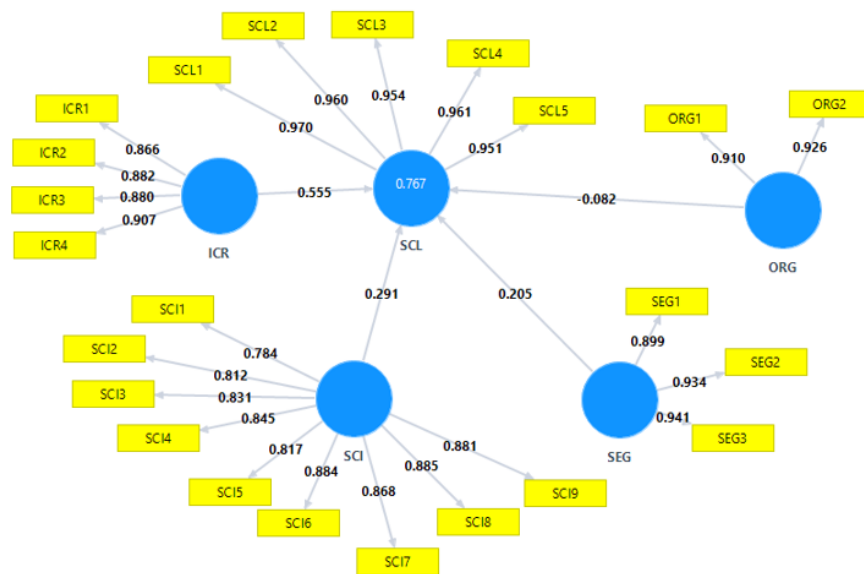 SCL2
SCL3
SCL1
SCL4
ORG2
ICR1
0.960
0.954
0.961
SCL5
ORG1
0.970
0.951
0.926
0.866
0.910
ICR2
0.882
ICR3
0.880
0.555
0.767
-0.082
ICR4
0.907
ICR
SCL
ORG
0.291
0.205
SCI1
SEG1
SCI2
0.784
0.899
SEG2
0.812
SCI3
0.831
0.934
SCI4
0.845
0.941
SEG3
0.817
SCI
0.881
SEG
0.884
0.885
SCI5
0.868
SCI9
SCI6
SCI8
SCI7